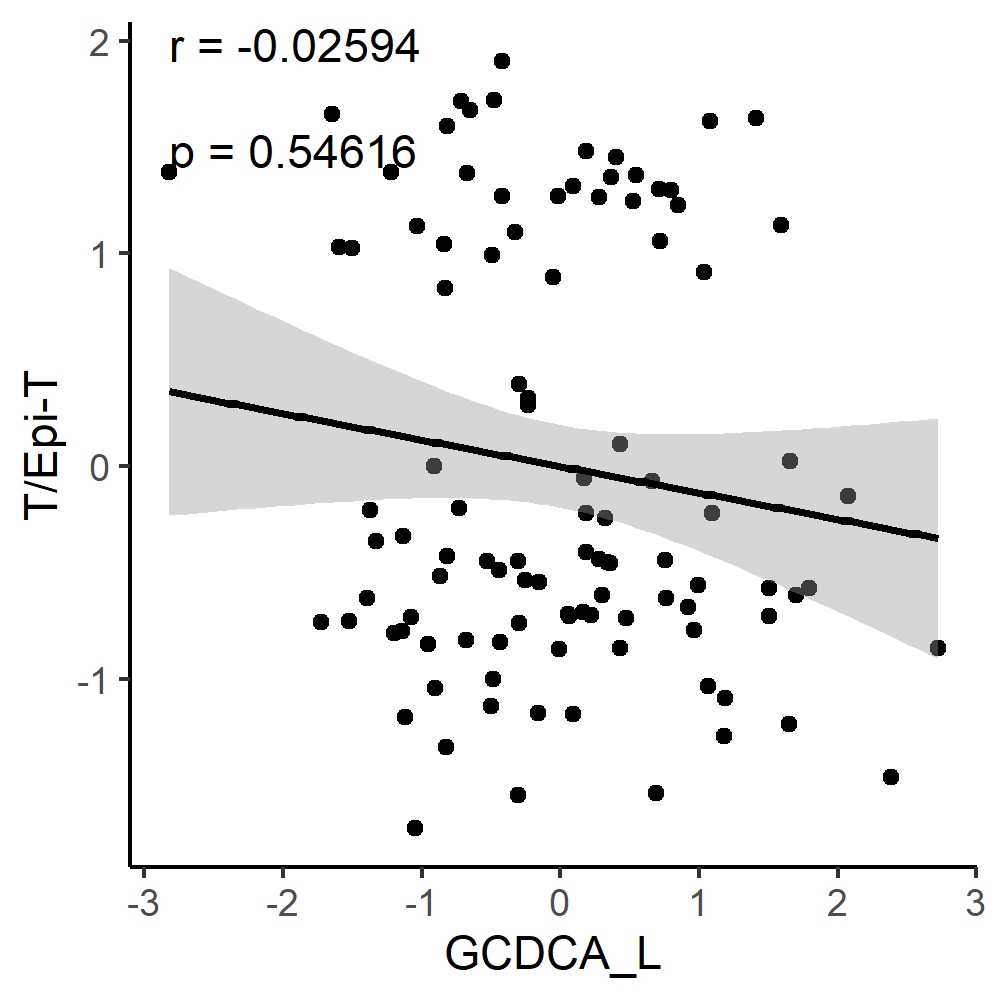 r = -0.02594
p = 0.54616
2
1
0
-1
T/Epi-T
-3 -2 -1 0 1 2 3
GCDCA_L